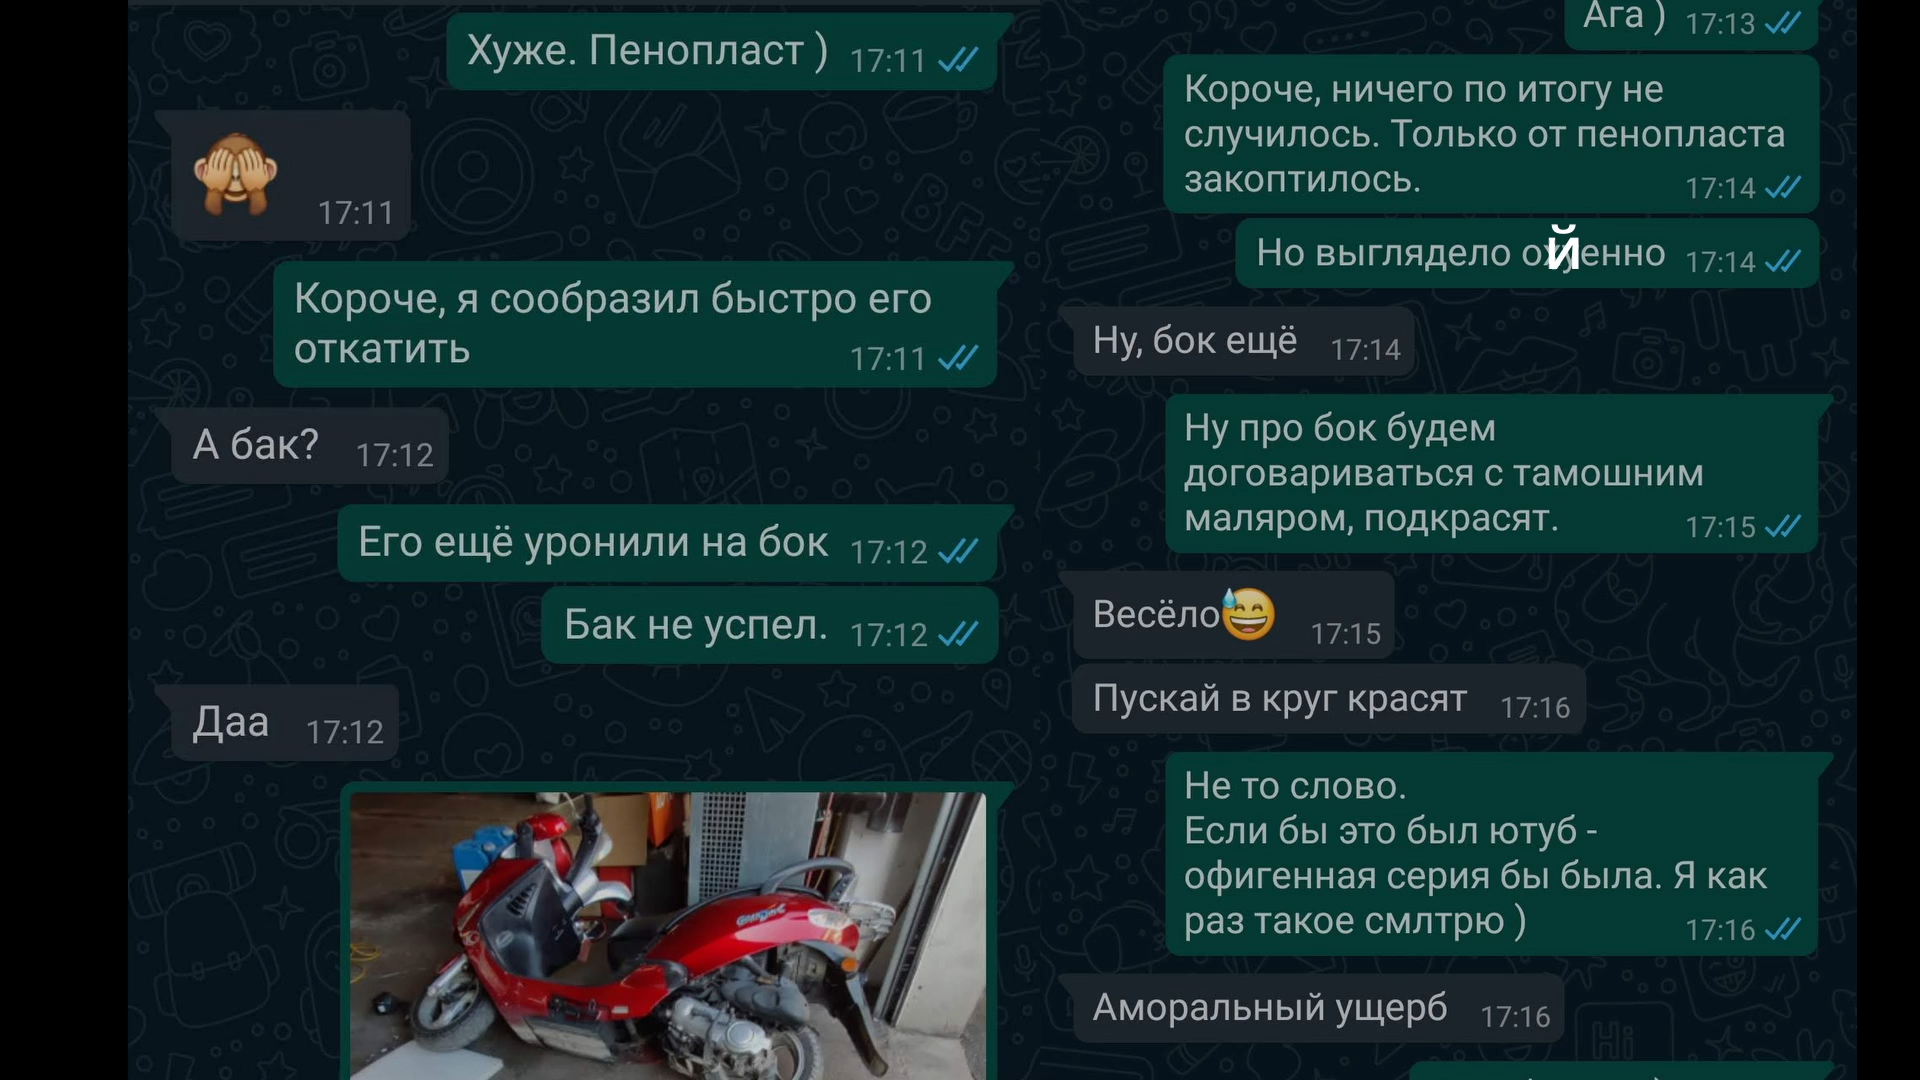 Хуже. Пенопласт ) 17:11
17:11
Короче, я сообразил быстро его
откатить 17:11
А бак? 17:12
Его ещё уронили на бок 17:12
Бак не успел. 17:12
Даа 17:12
Ага ) 17:13
Короче, ничего по итогу не
случилось. Только от пенопласта
закоптилось. 17:14
Но выглядело охйенно 17:14
Ну, бок ещё 17:14
Ну про бок будем
договариваться с тамошним
маляром, подкрасят. 17:15
Весёло 17:15
Пускай в круг красят 17:16
Не то слово.
Если бы это был ютуб -
офигенная серия бы была. Я как
раз такое смлтрю ) 17:16
Аморальный ущерб 17:16